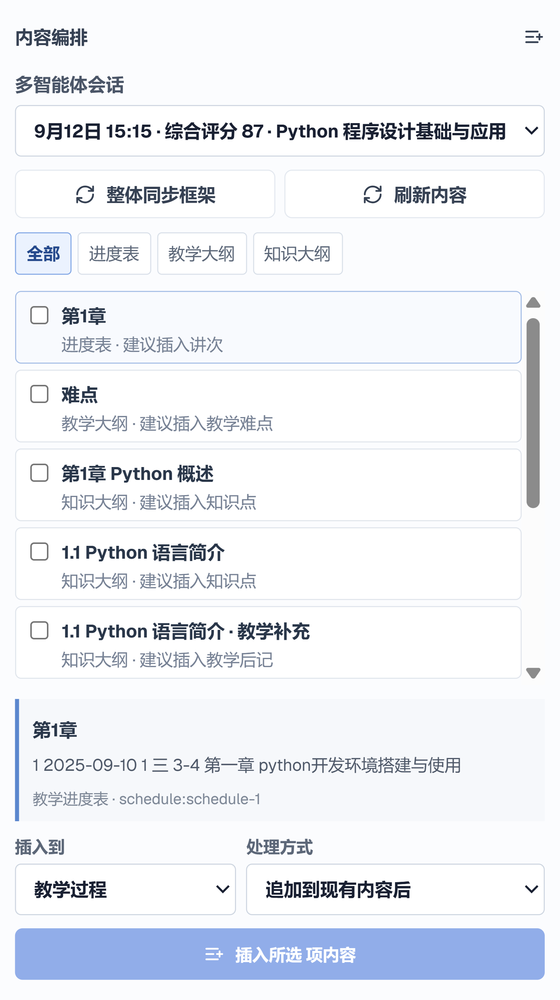 内容编排
多智能体会话
9月12日 15:15 · 综合评分 87 · Python 程序设计基础与应用
整体同步框架
刷新内容
全部
进度表
教学大纲
知识大纲
第1章
进度表 · 建议插入讲次
难点
教学大纲 · 建议插入教学难点
第1章 Python 概述
知识大纲 · 建议插入知识点
1.1 Python 语言简介
知识大纲 · 建议插入知识点
1.1 Python 语言简介 · 教学补充
知识大纲 · 建议插入教学后记
第1章
1 2025-09-10 1 三 3-4 第一章 python开发环境搭建与使用
教学进度表 · schedule:schedule-1
插入到
处理方式
教学过程
追加到现有内容后
插入所选 项内容